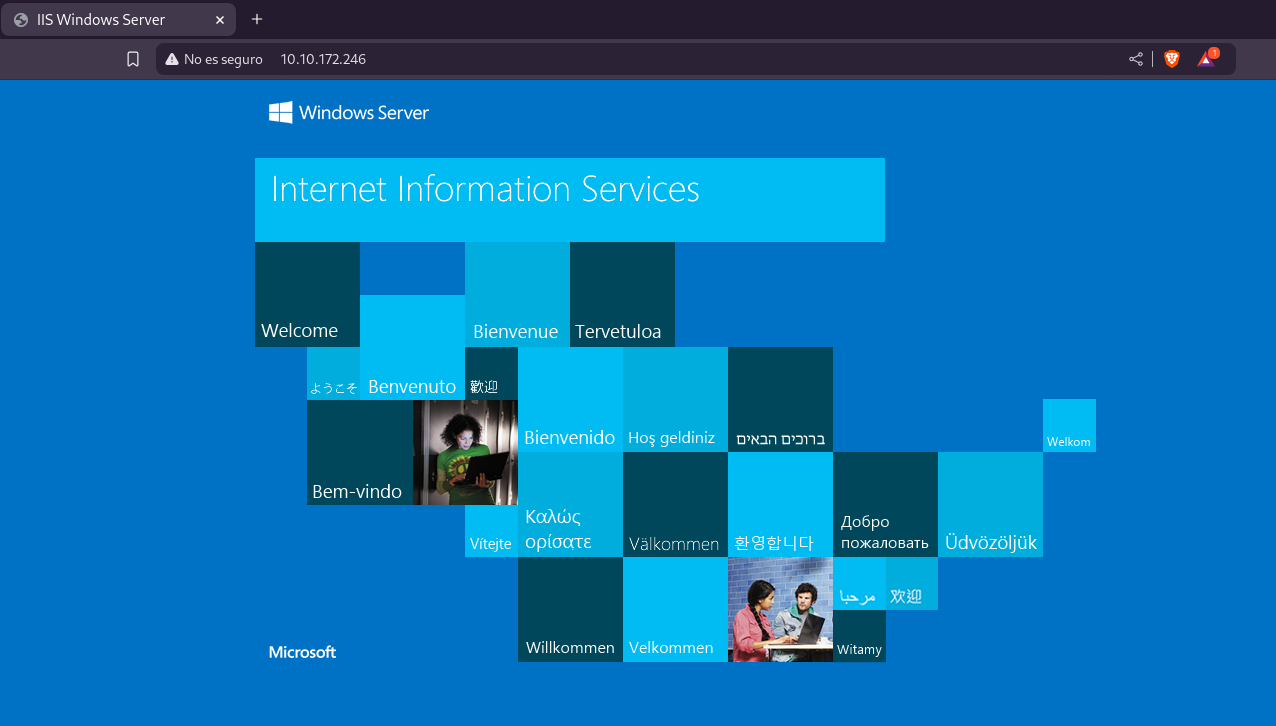 IIS Windows Server
No es seguro 10.10.172.246
1
Windows Server
Internet Information Services
Welcome
Bienvenue
Tervetuloa
ようこそ
Benvenuto
歡迎
Bienvenido
Hoş geldiniz
ברוכים הבאים
Welkom
Bem-vindo
Vítejte
Καλώς
ορίσατε
Välkommen
환영합니다
Добро
пожаловать
Üdvözöljük
Willkommen
Velkommen
مرحبا
欢迎
Witamy
Microsoft